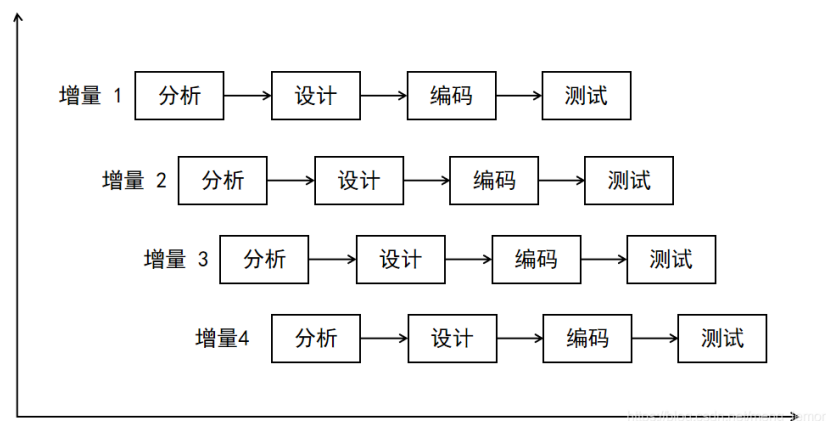 增量 1 分析 设计 编码 测试
增量 2 分析 设计 编码 测试
增量 3 分析 设计 编码 测试
增量4 分析 设计 编码 测试